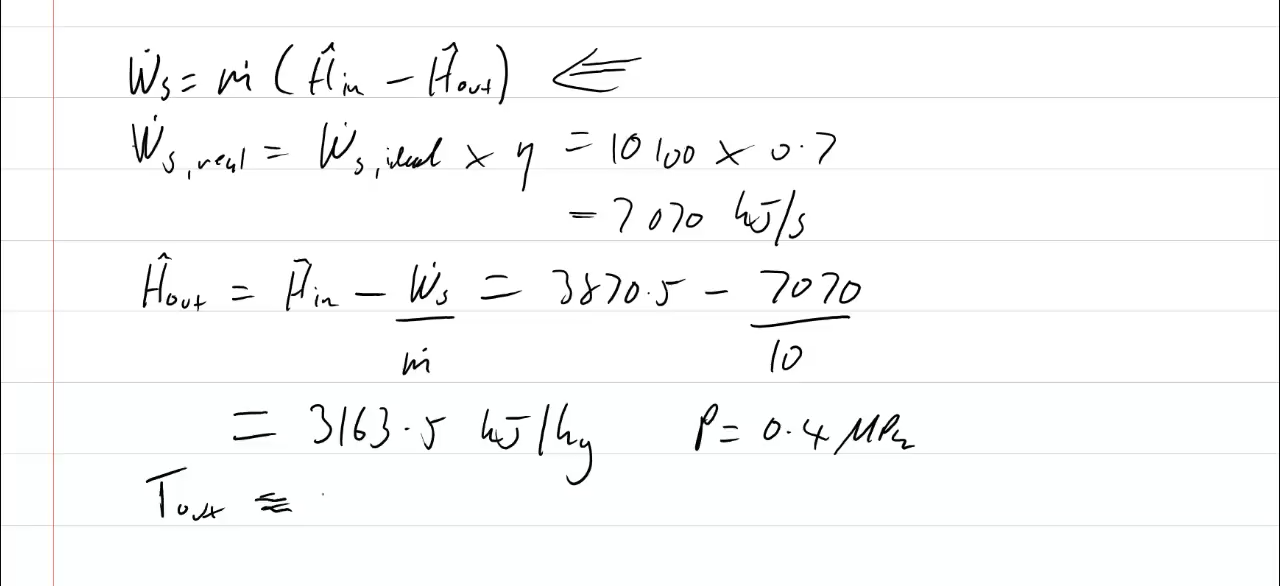 Ẇs = ṁ (Ĥin − Ĥout) ⇐
Ẇs,real = Ẇs,ideal × η = 10100 × 0.7
= 7070 kJ/s
Ĥout = Ĥin − Ẇs/ṁ = 3870.5 − 7070/10
= 3163.5 kJ/kg P = 0.4 MPa
Tout ≈